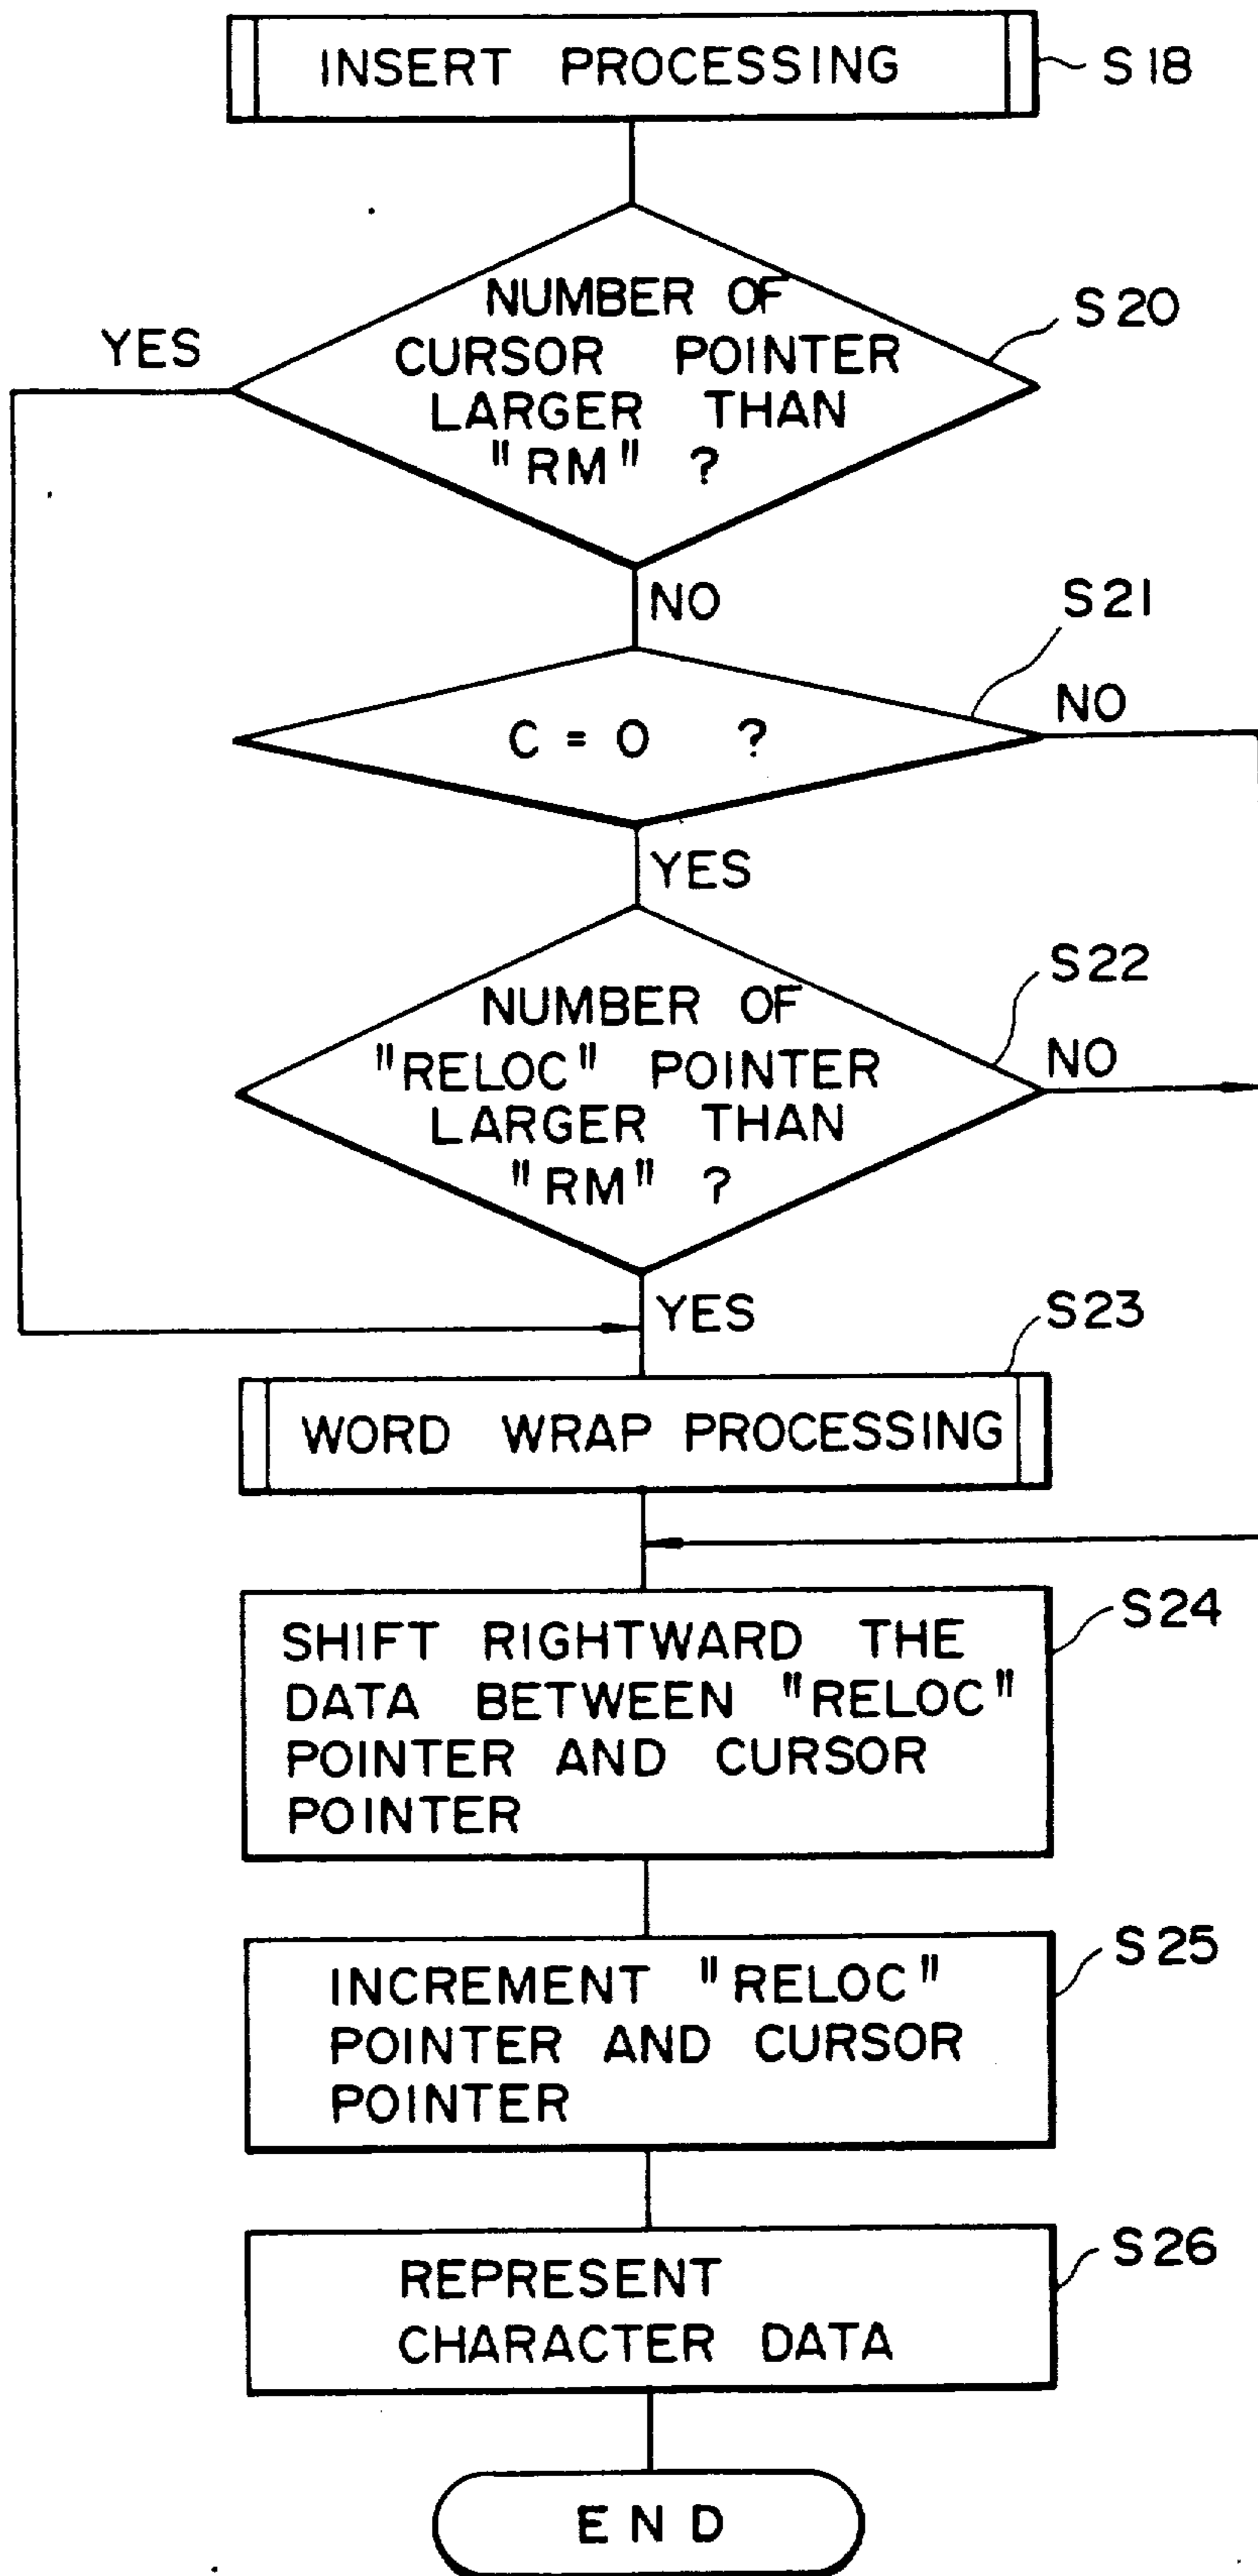 INSERT PROCESSING
S18
NUMBER OF
CURSOR POINTER
LARGER THAN
"RM" ?
S20
YES
NO
S21
C = 0 ?
NO
YES
S22
NUMBER OF
"RELOC" POINTER
LARGER THAN
"RM" ?
NO
YES
S23
WORD WRAP PROCESSING
S24
SHIFT RIGHTWARD THE
DATA BETWEEN "RELOC"
POINTER AND CURSOR
POINTER
S25
INCREMENT "RELOC"
POINTER AND CURSOR
POINTER
S26
REPRESENT
CHARACTER DATA
END